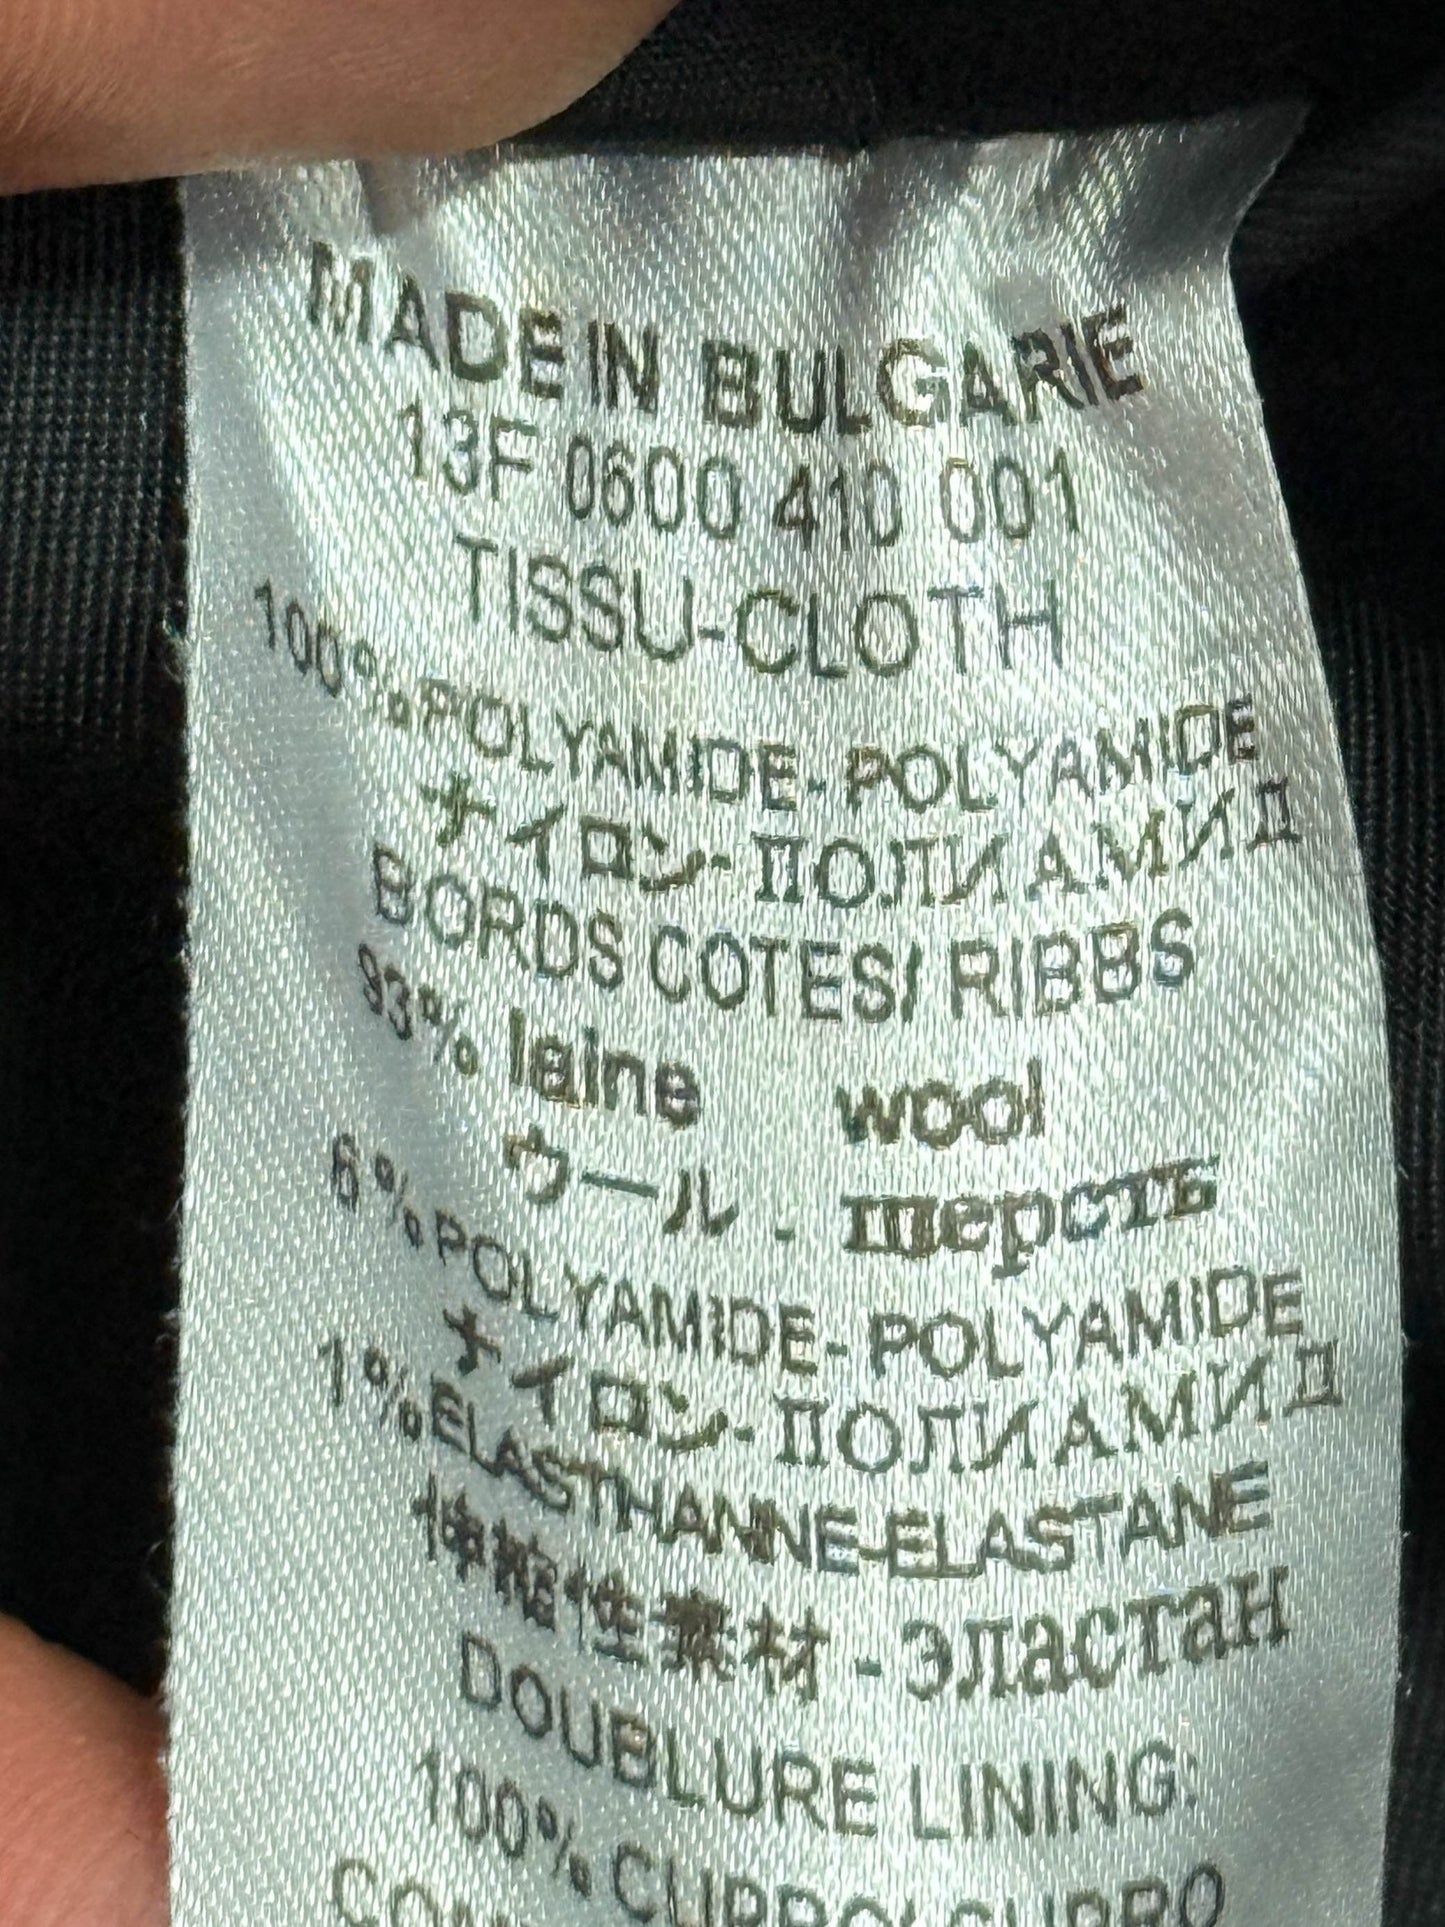 MADE IN BULGARIE
13F 0600 410 001
TISSU-CLOTH
100%POLYAMIDE-POLYAMIDE
ナイロン-ПОЛИАМИД
BORDS COTES/ RIBBS
93% laine wool
ウール . шерсть
6%POLYAMIDE-POLYAMIDE
ナイロン-ПОЛИАМИД
1%ELASTHANNE-ELASTANE
伸縮性素材 - эластан
DOUBLURE LINING:
100% CUPRO/CUPRO